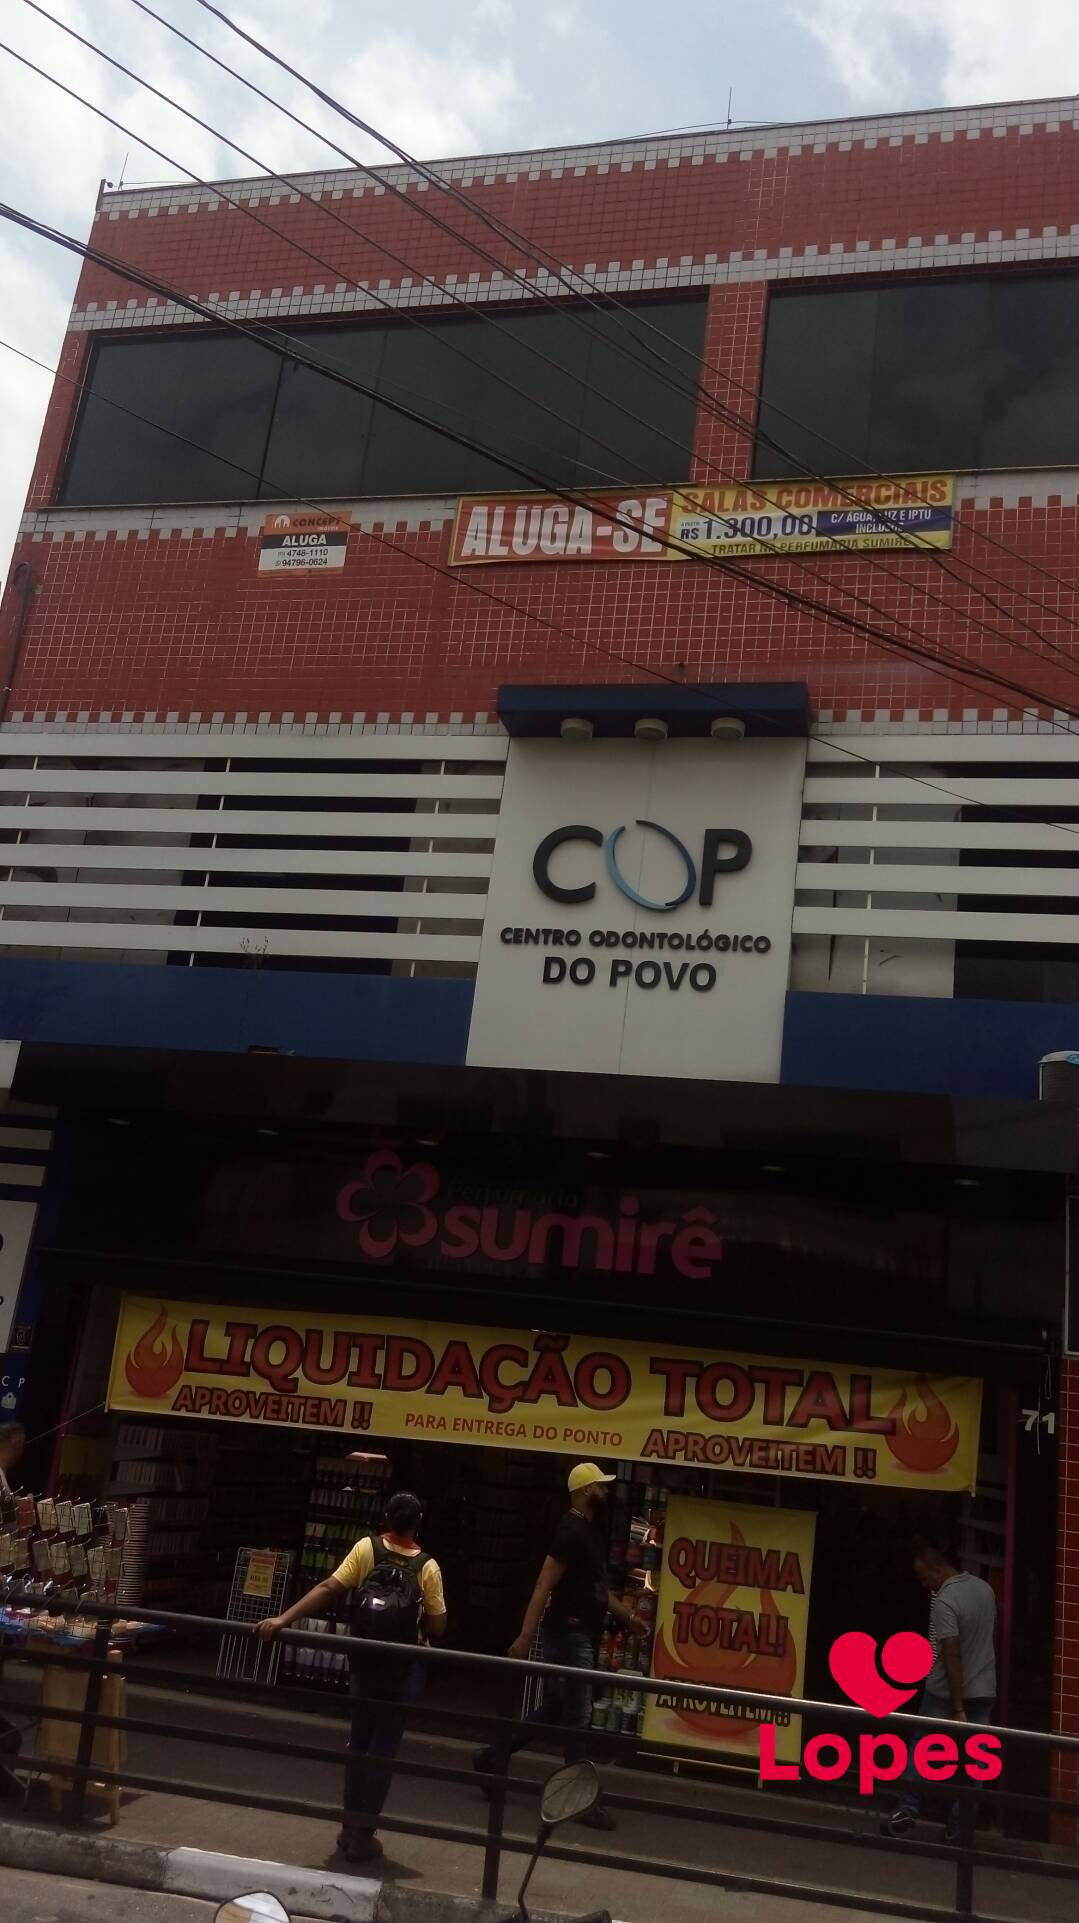 CONCEPT
ALUGA
4748-1110
94796-0624
ALUGA-SE
SALAS COMERCIAIS
A PARTIR
R$ 1.300,00
C/ ÁGUA, LUZ E IPTU
INCLUSO
TRATAR NA PERFUMARIA SUMIRÊ
COP
CENTRO ODONTOLÓGICO
DO POVO
Perfumaria
sumirê
LIQUIDAÇÃO TOTAL
APROVEITEM !!
PARA ENTREGA DO PONTO
APROVEITEM !!
71
QUEIMA
TOTAL!
APROVEITEM!!
Lopes